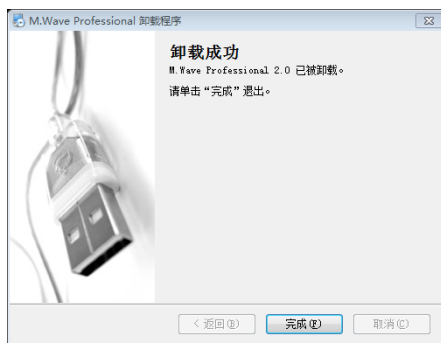 M.Wave Professional 卸载程序
卸载成功
M.Wave Professional 2.0 已被卸载。
请单击“完成”退出。
< 返回(B)
完成(F)
取消(C)